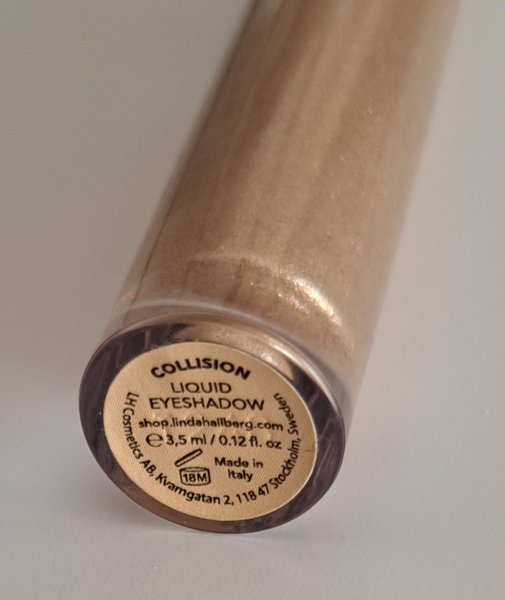 COLLISION
LIQUID
EYESHADOW
shop.lindahallberg.com
℮ 3,5 ml / 0.12 fl. oz
Made in
Italy
18M
LH Cosmetics AB, Kvarngatan 2, 118 47 Stockholm, Sweden